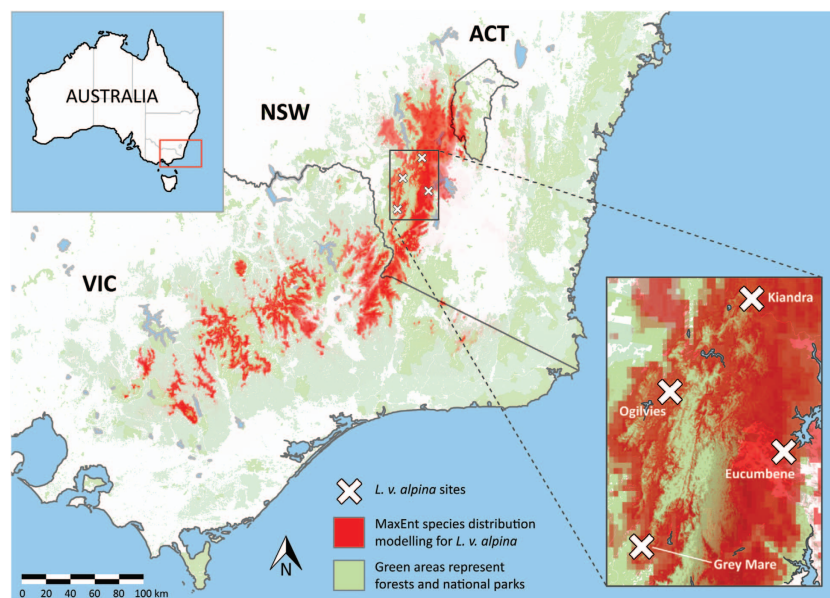 AUSTRALIA
ACT
NSW
VIC
Kiandra
Ogilvies
Eucumbene
Grey Mare
L. v. alpina sites
MaxEnt species distribution
modelling for L. v. alpina
Green areas represent
forests and national parks
N
0 20 40 60 80 100 km